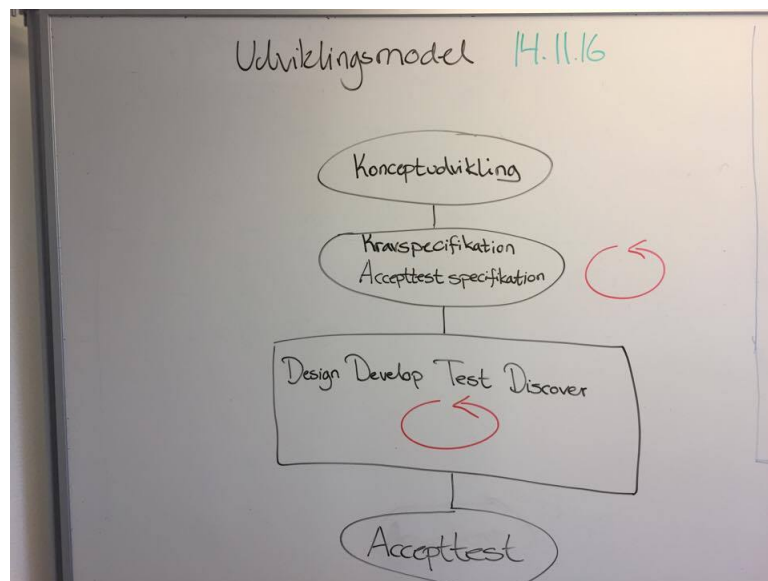 Udviklingsmodel 14.11.16
Konceptudvikling
Kravspecifikation
Accepttest specifikation
Design Develop Test Discover
Accepttest